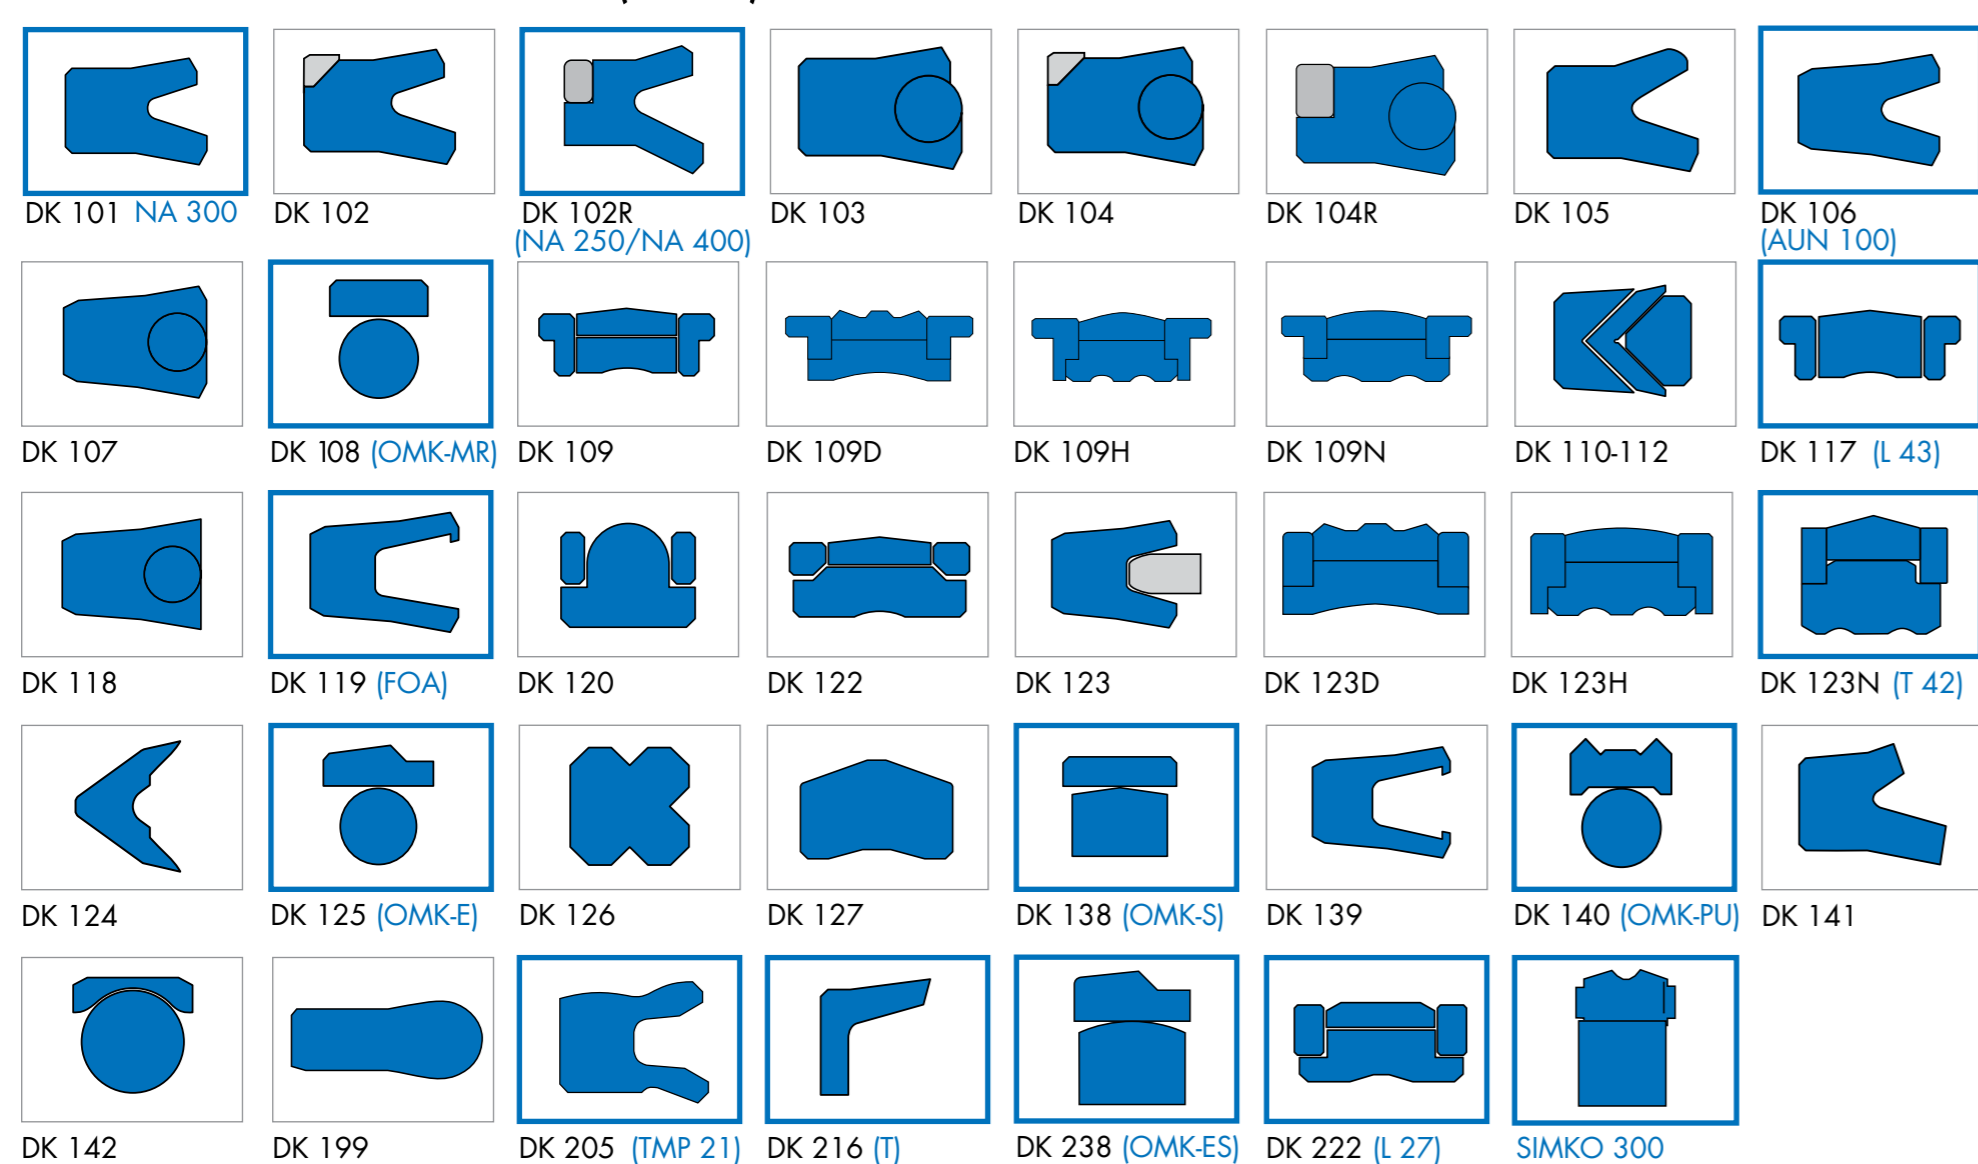 DK 101 NA 300
DK 102
DK 102R
(NA 250/NA 400)
DK 103
DK 104
DK 104R
DK 105
DK 106
(AUN 100)
DK 107
DK 108 (OMK-MR)
DK 109
DK 109D
DK 109H
DK 109N
DK 110-112
DK 117 (L 43)
DK 118
DK 119 (FOA)
DK 120
DK 122
DK 123
DK 123D
DK 123H
DK 123N (T 42)
DK 124
DK 125 (OMK-E)
DK 126
DK 127
DK 138 (OMK-S)
DK 139
DK 140 (OMK-PU)
DK 141
DK 142
DK 199
DK 205 (TMP 21)
DK 216 (T)
DK 238 (OMK-ES)
DK 222 (L 27)
SIMKO 300